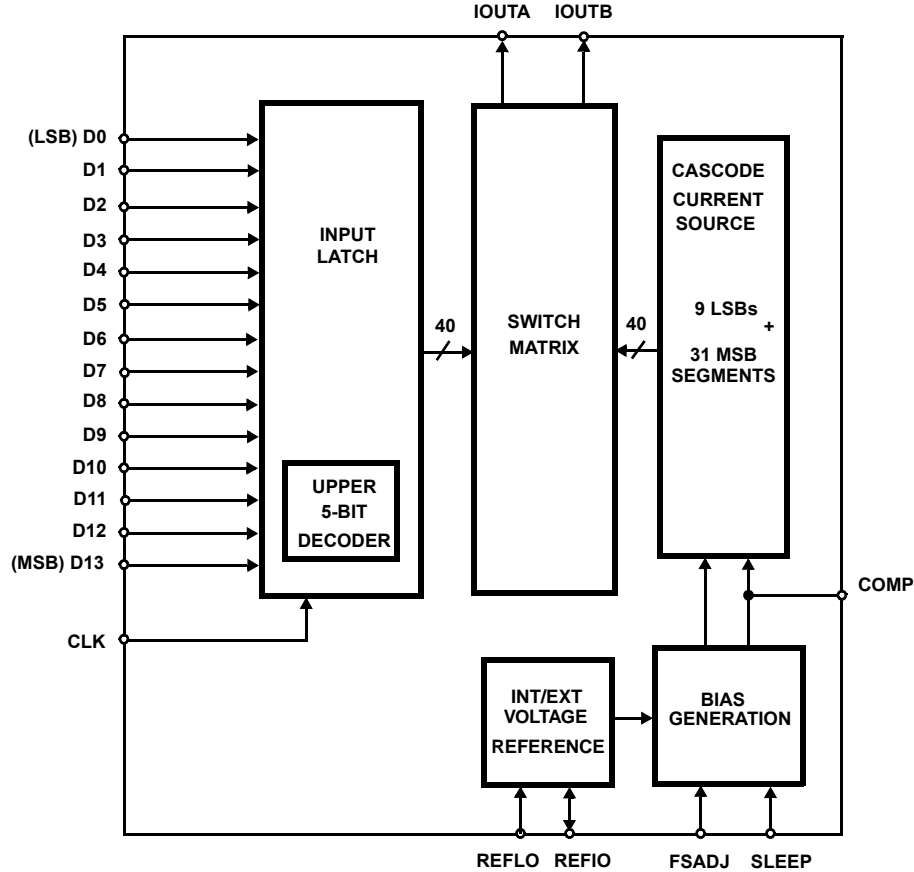 IOUTA IOUTB
(LSB) D0
D1
D2
D3
D4
D5
D6
D7
D8
D9
D10
D11
D12
(MSB) D13
CLK
INPUT
LATCH
UPPER
5-BIT
DECODER
40
SWITCH
MATRIX
40
CASCODE
CURRENT
SOURCE
9 LSBs
+
31 MSB
SEGMENTS
COMP
INT/EXT
VOLTAGE
REFERENCE
BIAS
GENERATION
REFLO REFIO FSADJ SLEEP